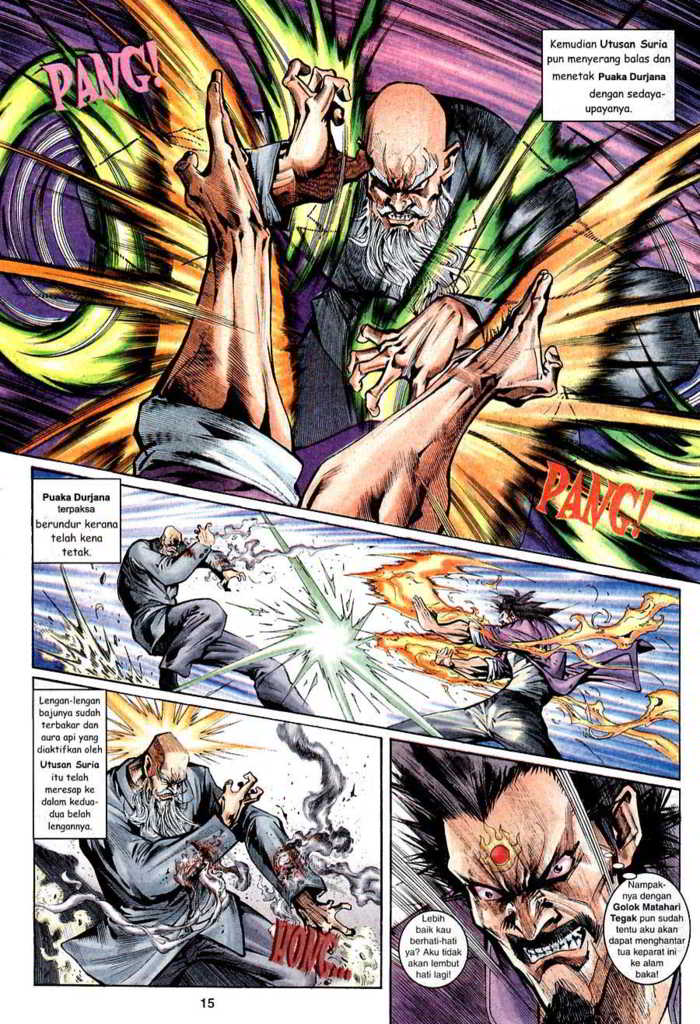 PANG!
Kemudian Utusan Suria
pun menyerang balas dan
menetak Puaka Durjana
dengan sedaya-
upayanya.
PANG!
Puaka Durjana
terpaksa
berundur kerana
telah kena
tetak.
Lengan-lengan
bajunya sudah
terbakar dan
aura api yang
diaktifkan oleh
Utusan Suria
itu telah
meresap ke
dalam kedua-
dua belah
lengannya.
PONG...
Lebih
baik kau
berhati-hati
ya? Aku tidak
akan lembut
hati lagi!
Nampak-
nya dengan
Golok Matahari
Tegak pun sudah
tentu aku akan
dapat menghantar
tua keparat ini
ke alam
baka!
15